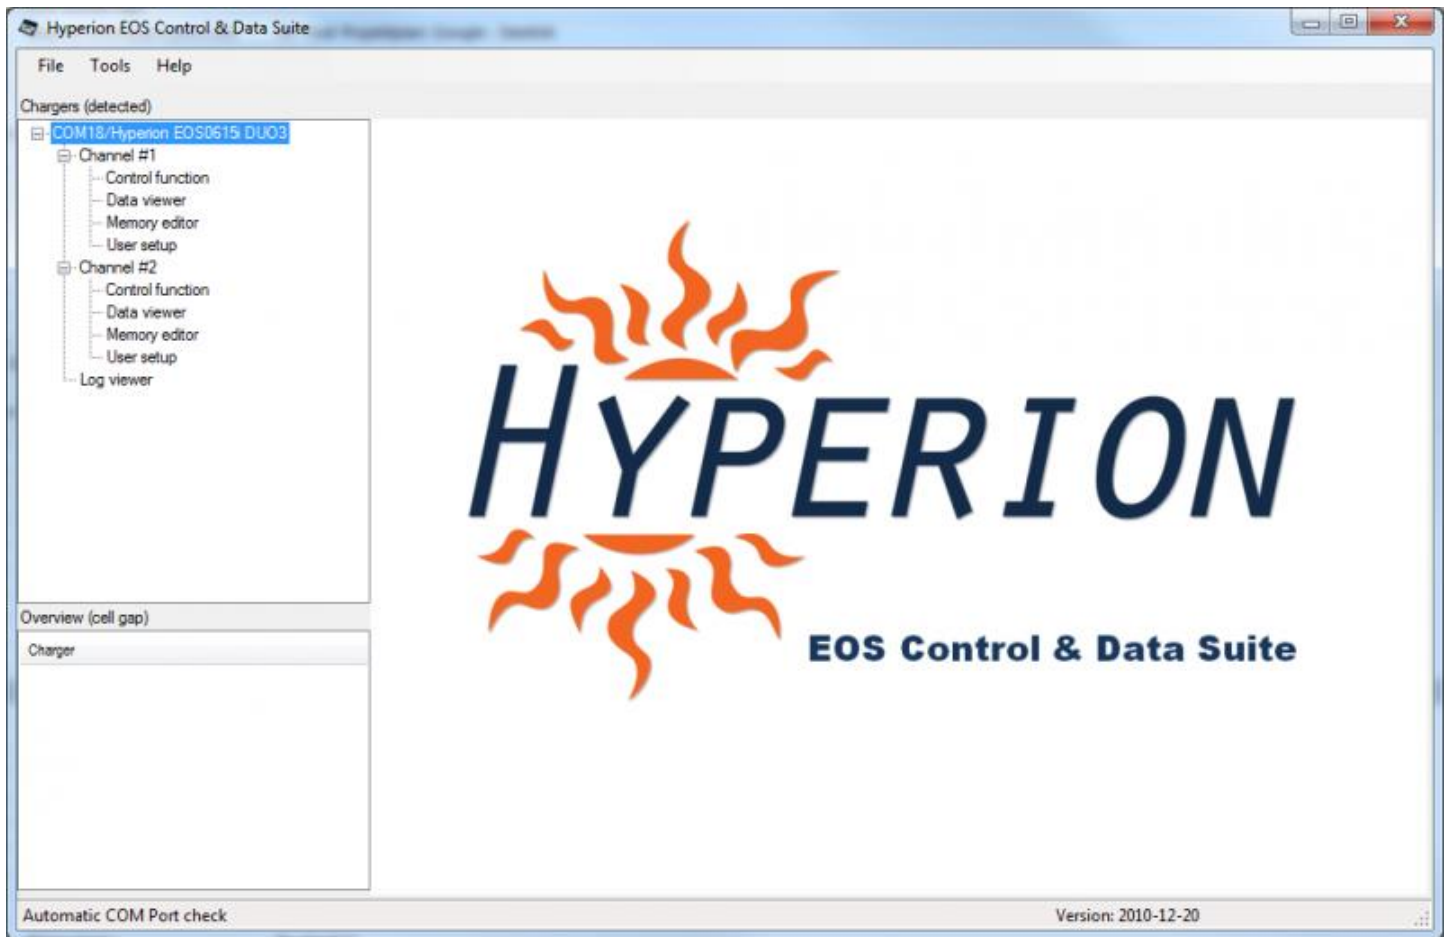 Hyperion EOS Control & Data Suite
File Tools Help
Chargers (detected)
COM18/Hyperion EOS0615i DUO3
Channel #1
Control function
Data viewer
Memory editor
User setup
Channel #2
Control function
Data viewer
Memory editor
User setup
Log viewer
HYPERION
EOS Control & Data Suite
Overview (cell gap)
Charger
Automatic COM Port check
Version: 2010-12-20